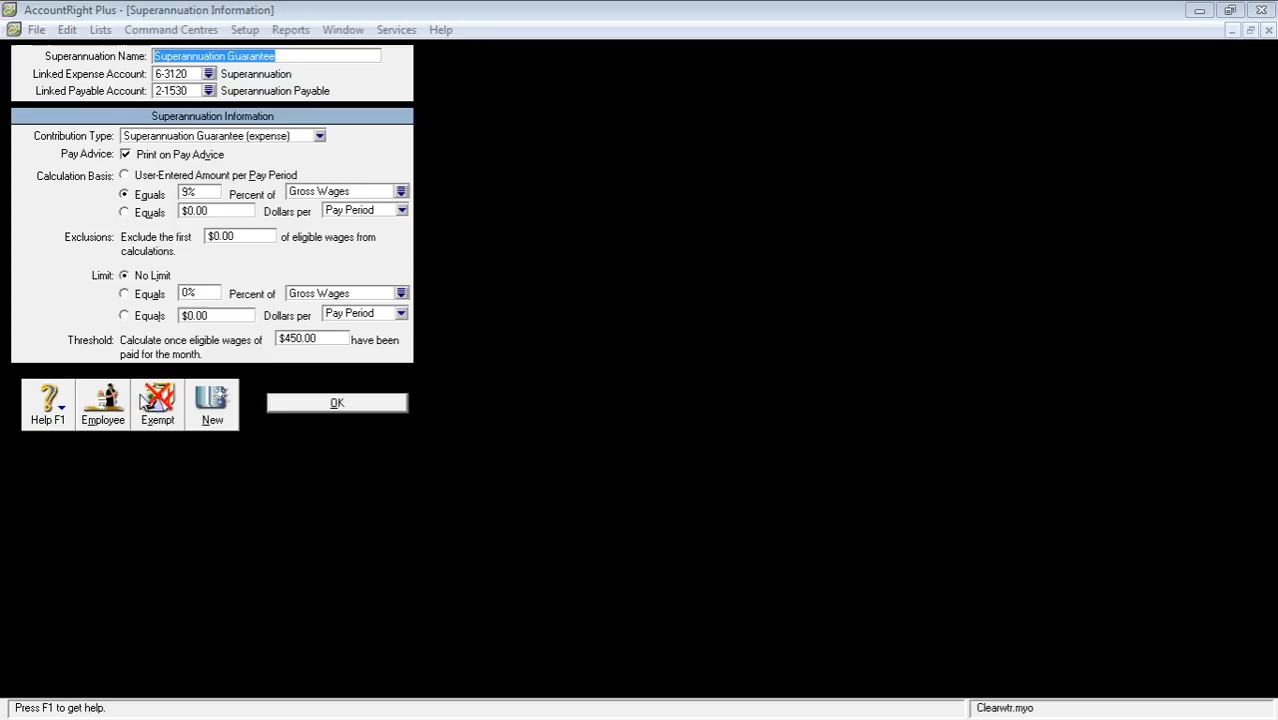 AccountRight Plus - [Superannuation Information]
File Edit Lists Command Centres Setup Reports Window Services Help
Superannuation Name: Superannuation Guarantee
Linked Expense Account: 6-3120 Superannuation
Linked Payable Account: 2-1530 Superannuation Payable
Superannuation Information
Contribution Type: Superannuation Guarantee (expense)
Pay Advice: Print on Pay Advice
Calculation Basis: User-Entered Amount per Pay Period
Equals 9% Percent of Gross Wages
Equals $0.00 Dollars per Pay Period
Exclusions: Exclude the first $0.00 of eligible wages from
calculations.
Limit: No Limit
Equals 0% Percent of Gross Wages
Equals $0.00 Dollars per Pay Period
Threshold: Calculate once eligible wages of $450.00 have been
paid for the month.
Help F1 Employee Exempt New OK
Press F1 to get help. Clearwtr.myo